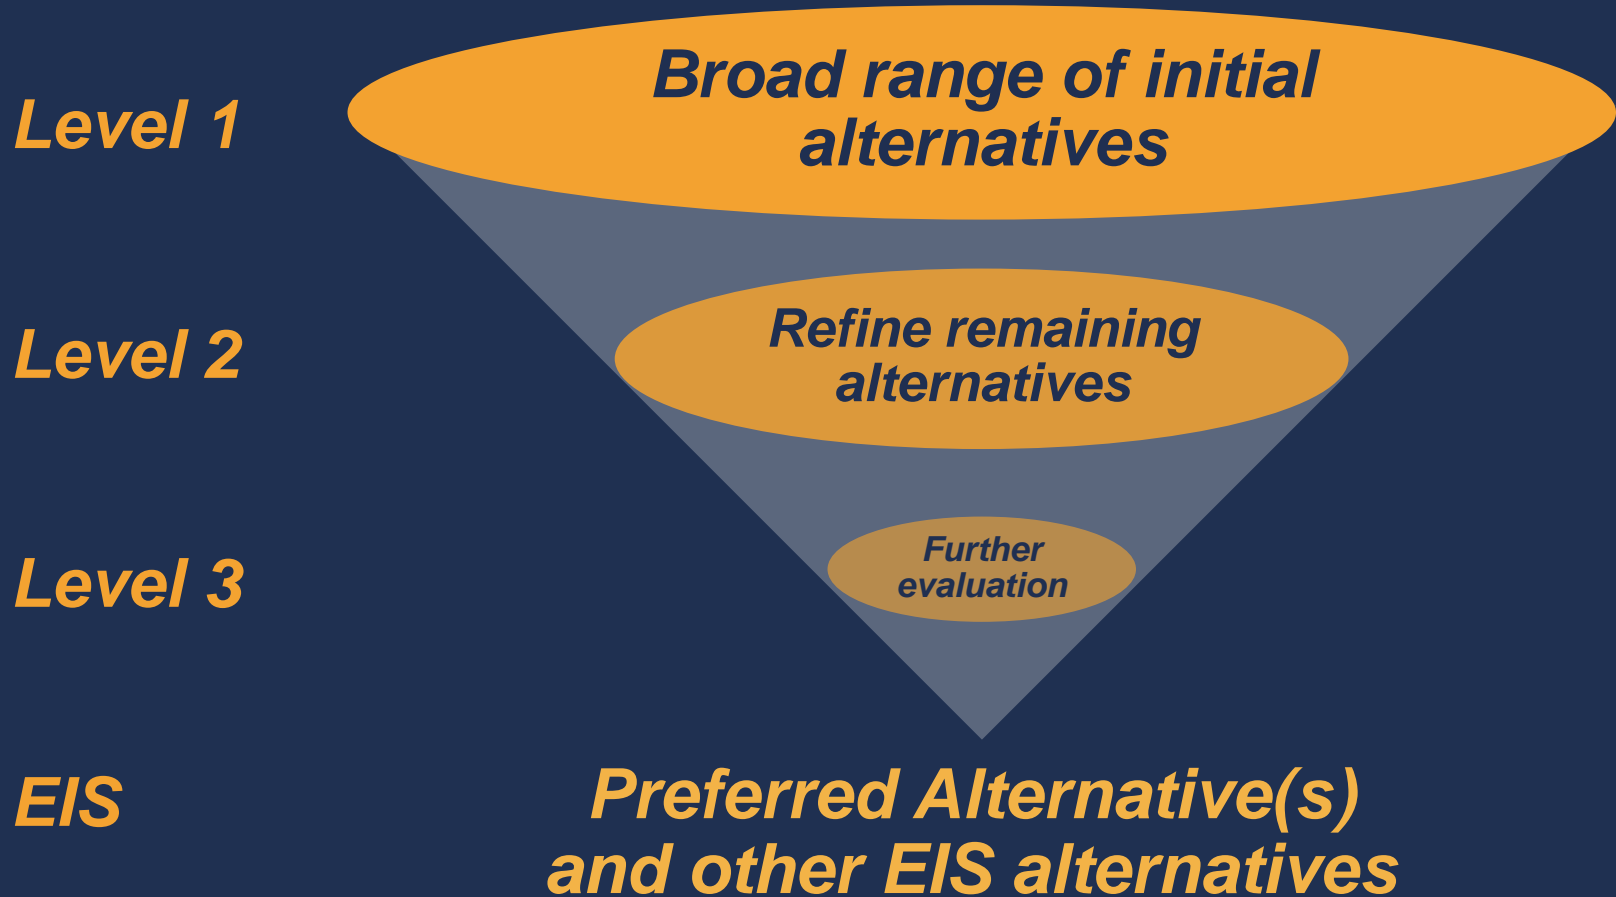 Level 1
Broad range of initial
alternatives
Level 2
Refine remaining
alternatives
Level 3
Further
evaluation
EIS
Preferred Alternative(s)
and other EIS alternatives